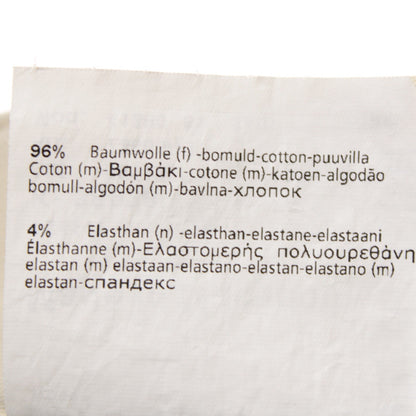 96% Baumwolle (f) -bomuld-cotton-puuvilla
Coton (m)-Βαμβάκι-cotone (m)-katoen-algodão
bomull-algodón (m)-bavlna-хлопок
4% Elasthan (n) -elasthan-elastane-elastaani
Élasthanne (m)-Ελαστομερής πολυουρεθάνη
elastan (m) elastaan-elastano-elastan-elastano (m)
elastan-спандекс